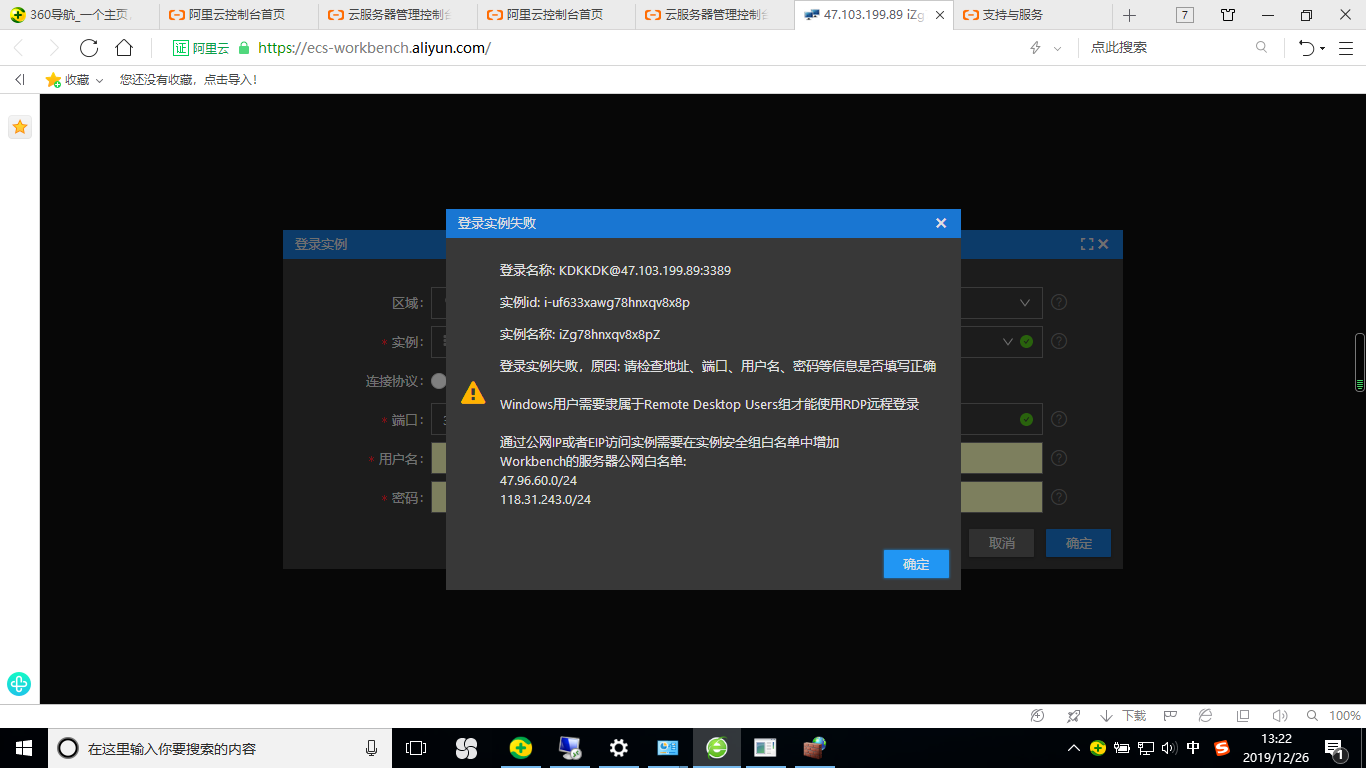 360导航_一个主页
阿里云控制台首页
云服务器管理控制台
阿里云控制台首页
云服务器管理控制台
47.103.199.89 iZg
支持与服务
7
证 阿里云
https://ecs-workbench.aliyun.com/
点此搜索
收藏
您还没有收藏，点击导入！
登录实例失败
登录名称: KDKKDK@47.103.199.89:3389
实例id: i-uf633xawg78hnxqv8x8p
实例名称: iZg78hnxqv8x8pZ
登录实例失败，原因: 请检查地址、端口、用户名、密码等信息是否填写正确
Windows用户需要隶属于Remote Desktop Users组才能使用RDP远程登录
通过公网IP或者EIP访问实例需要在实例安全组白名单中增加
Workbench的服务器公网白名单:
47.96.60.0/24
118.31.243.0/24
确定
登录实例
区域:
* 实例:
连接协议:
* 端口:
* 用户名:
* 密码:
取消
确定
下载
100%
在这里输入你要搜索的内容
中
13:22
2019/12/26
1